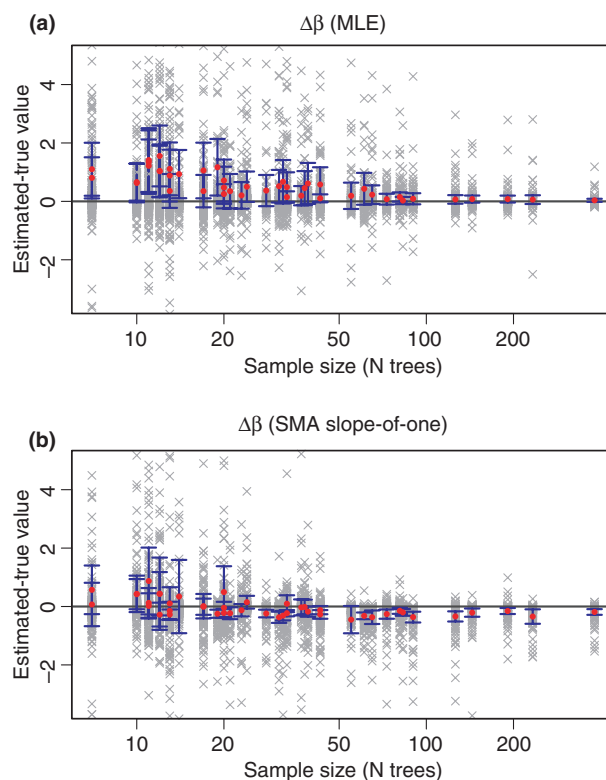 (a)
Δβ (MLE)
Estimated-true value
4
2
0
−2
10
20
50
100
200
Sample size (N trees)
(b)
Δβ (SMA slope-of-one)
Estimated-true value
4
2
0
−2
10
20
50
100
200
Sample size (N trees)